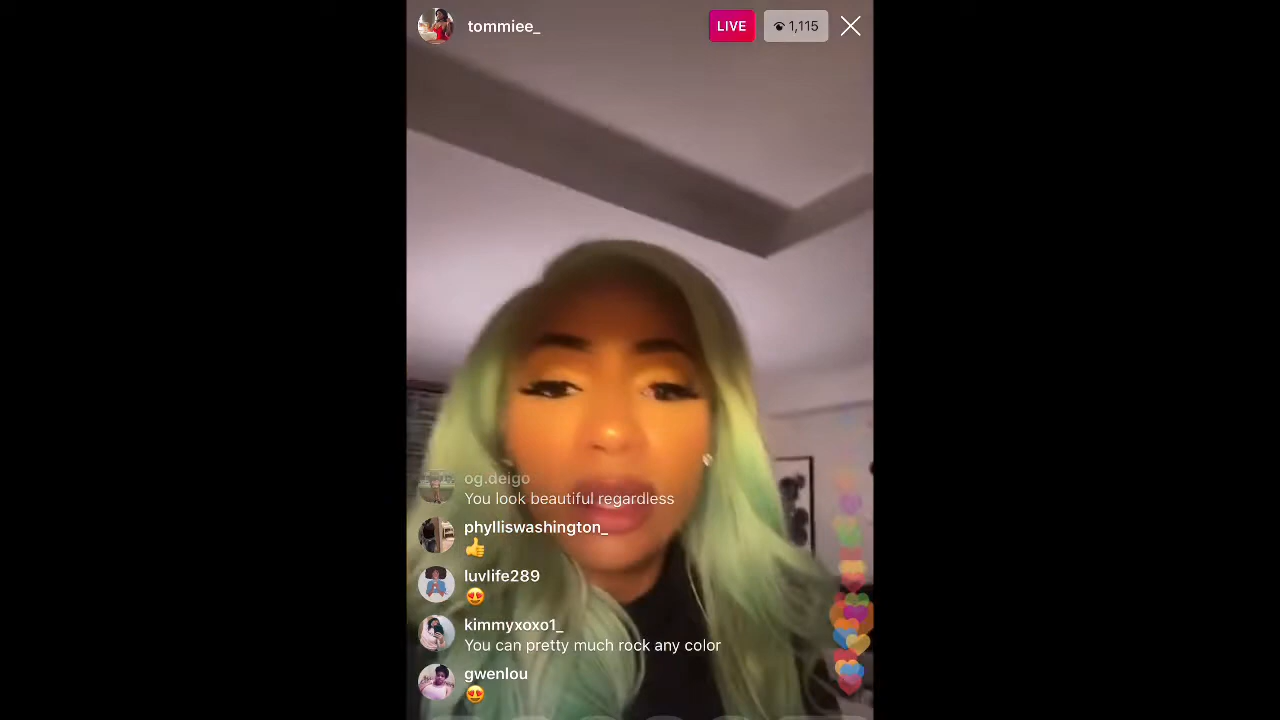 tommiee_
LIVE
1,115
og.deigo
You look beautiful regardless
phylliswashington_
👍
luvlife289
😍
kimmyxoxo1_
You can pretty much rock any color
gwenlou
😍